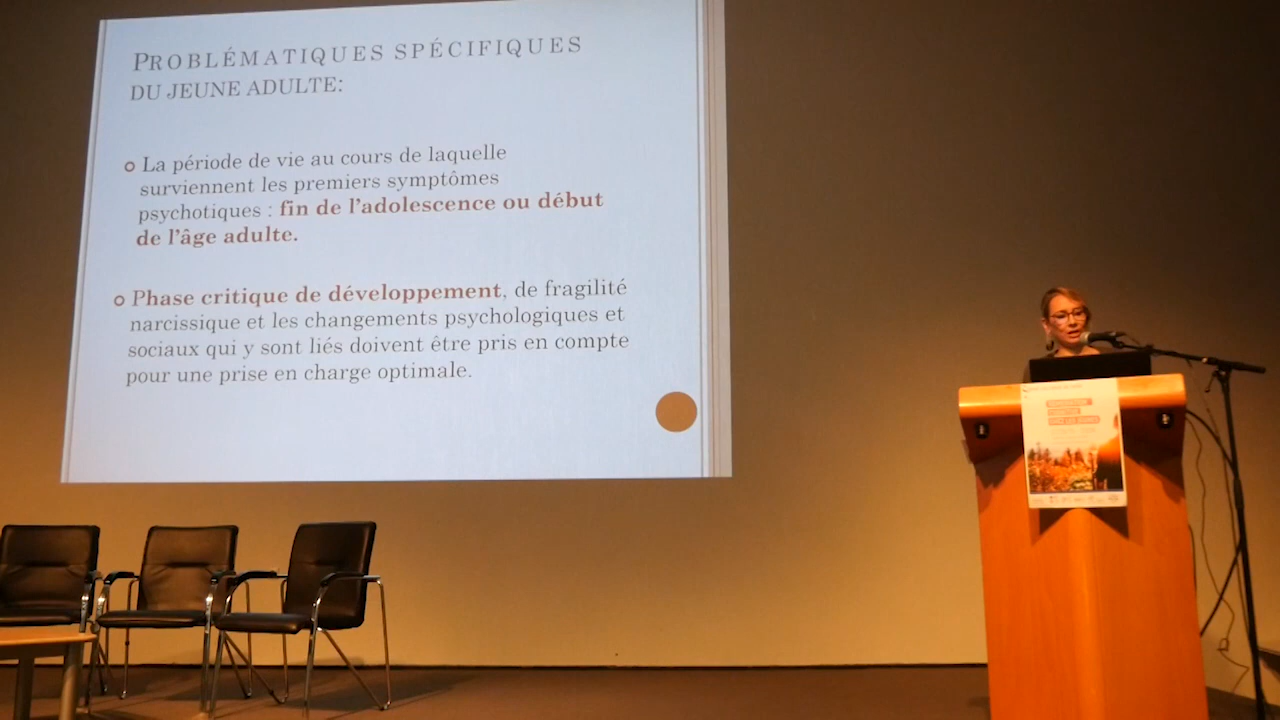 PROBLÉMATIQUES SPÉCIFIQUES
DU JEUNE ADULTE:
La période de vie au cours de laquelle
surviennent les premiers symptômes
psychotiques : fin de l'adolescence ou début
de l'âge adulte.
Phase critique de développement, de fragilité
narcissique et les changements psychologiques et
sociaux qui y sont liés doivent être pris en compte
pour une prise en charge optimale.